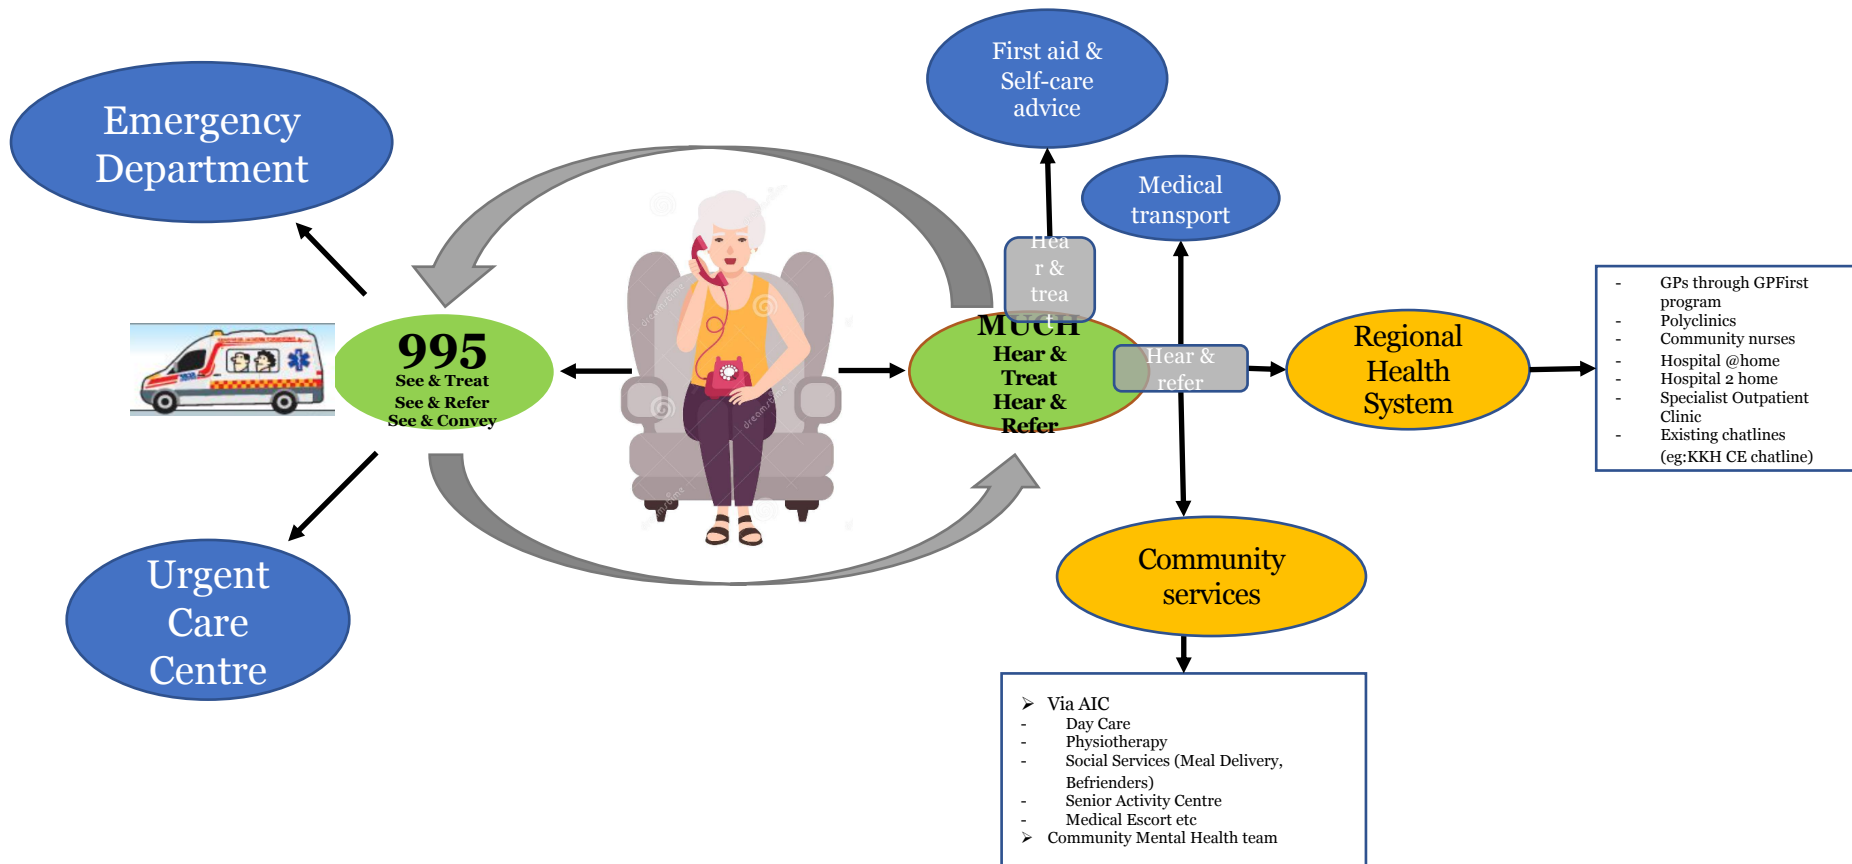 Emergency
Department
First aid &
Self-care
advice
Medical
transport
Hea
r &
trea
t
995
See & Treat
See & Refer
See & Convey
MUCH
Hear &
Treat
Hear &
Refer
Hear &
refer
Regional
Health
System
- GPs through GPFirst
program
- Polyclinics
- Community nurses
- Hospital @home
- Hospital 2 home
- Specialist Outpatient
Clinic
- Existing chatlines
(eg:KKH CE chatline)
Urgent
Care
Centre
Community
services
➤ Via AIC
- Day Care
- Physiotherapy
- Social Services (Meal Delivery,
Befrienders)
- Senior Activity Centre
- Medical Escort etc
➤ Community Mental Health team
dreamstime
dreamstime
dreamstime